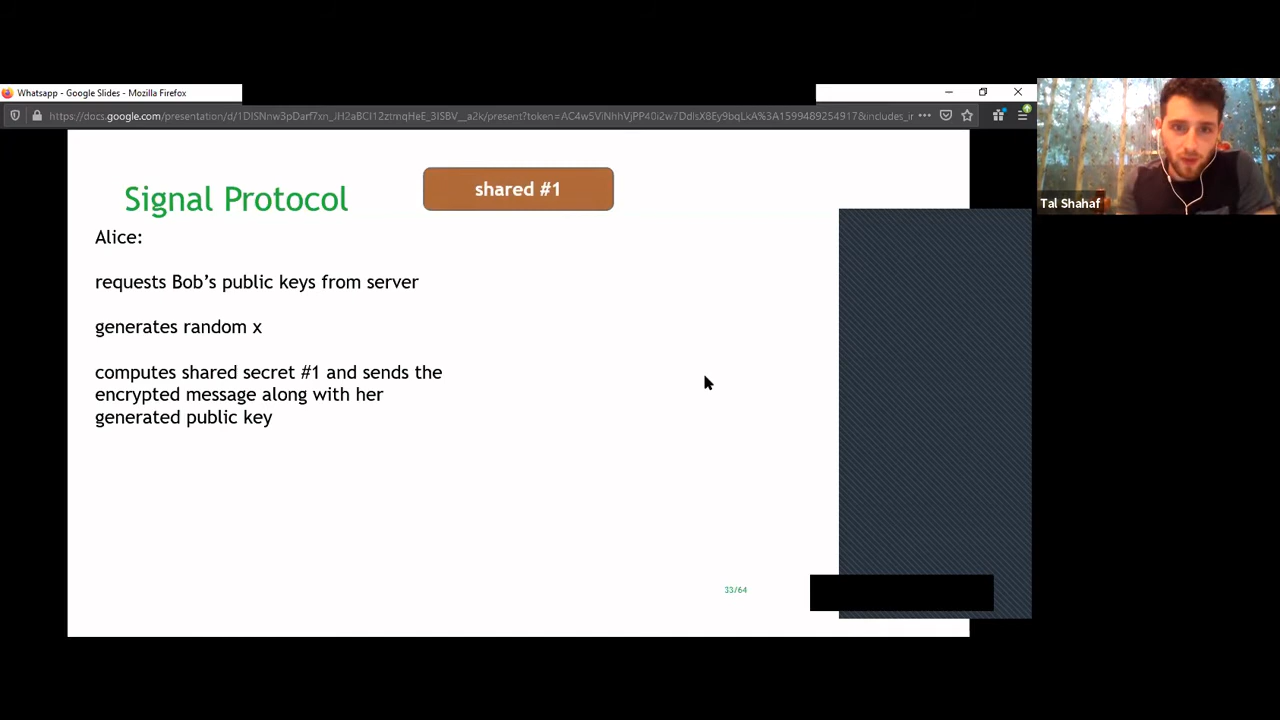 Whatsapp - Google Slides - Mozilla Firefox
Signal Protocol
shared #1
Alice:
requests Bob's public keys from server
generates random x
computes shared secret #1 and sends the
encrypted message along with her
generated public key
33/64
Tal Shahaf